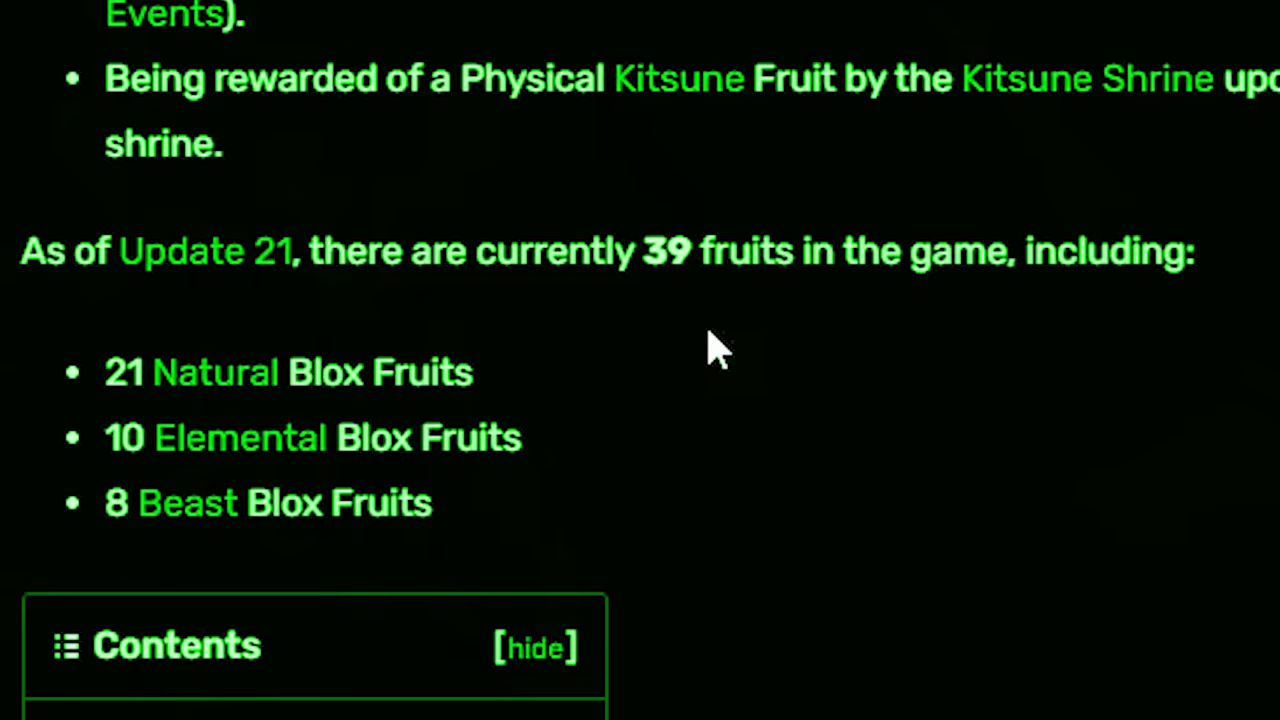 Events).
Being rewarded of a Physical Kitsune Fruit by the Kitsune Shrine
shrine.
As of Update 21, there are currently 39 fruits in the game, including:
21 Natural Blox Fruits
10 Elemental Blox Fruits
8 Beast Blox Fruits
Contents [hide]